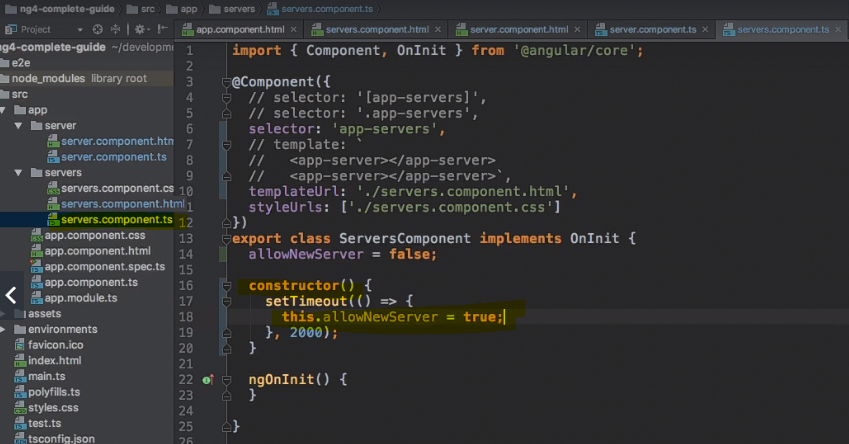 ng4-complete-guide src app servers servers.component.ts
Project
app.component.html servers.component.html server.component.html server.component.ts servers.component.ts
ng4-complete-guide ~/developm
e2e
node_modules library root
src
app
server
server.component.htm
server.component.ts
servers
servers.component.cs
servers.component.html
servers.component.ts
app.component.css
app.component.html
app.component.spec.ts
app.component.ts
app.module.ts
assets
environments
favicon.ico
index.html
main.ts
polyfills.ts
styles.css
test.ts
tsconfig.json
1 import { Component, OnInit } from '@angular/core';
2
3 @Component({
4 // selector: '[app-servers]',
5 // selector: '.app-servers',
6 selector: 'app-servers',
7 // template: `
8 // <app-server></app-server>
9 // <app-server></app-server>`,
10 templateUrl: './servers.component.html',
11 styleUrls: ['./servers.component.css']
12 })
13 export class ServersComponent implements OnInit {
14 allowNewServer = false;
15
16 constructor() {
17 setTimeout(() => {
18 this.allowNewServer = true;
19 }, 2000);
20 }
21
22 ngOnInit() {
23 }
24
25 }
26